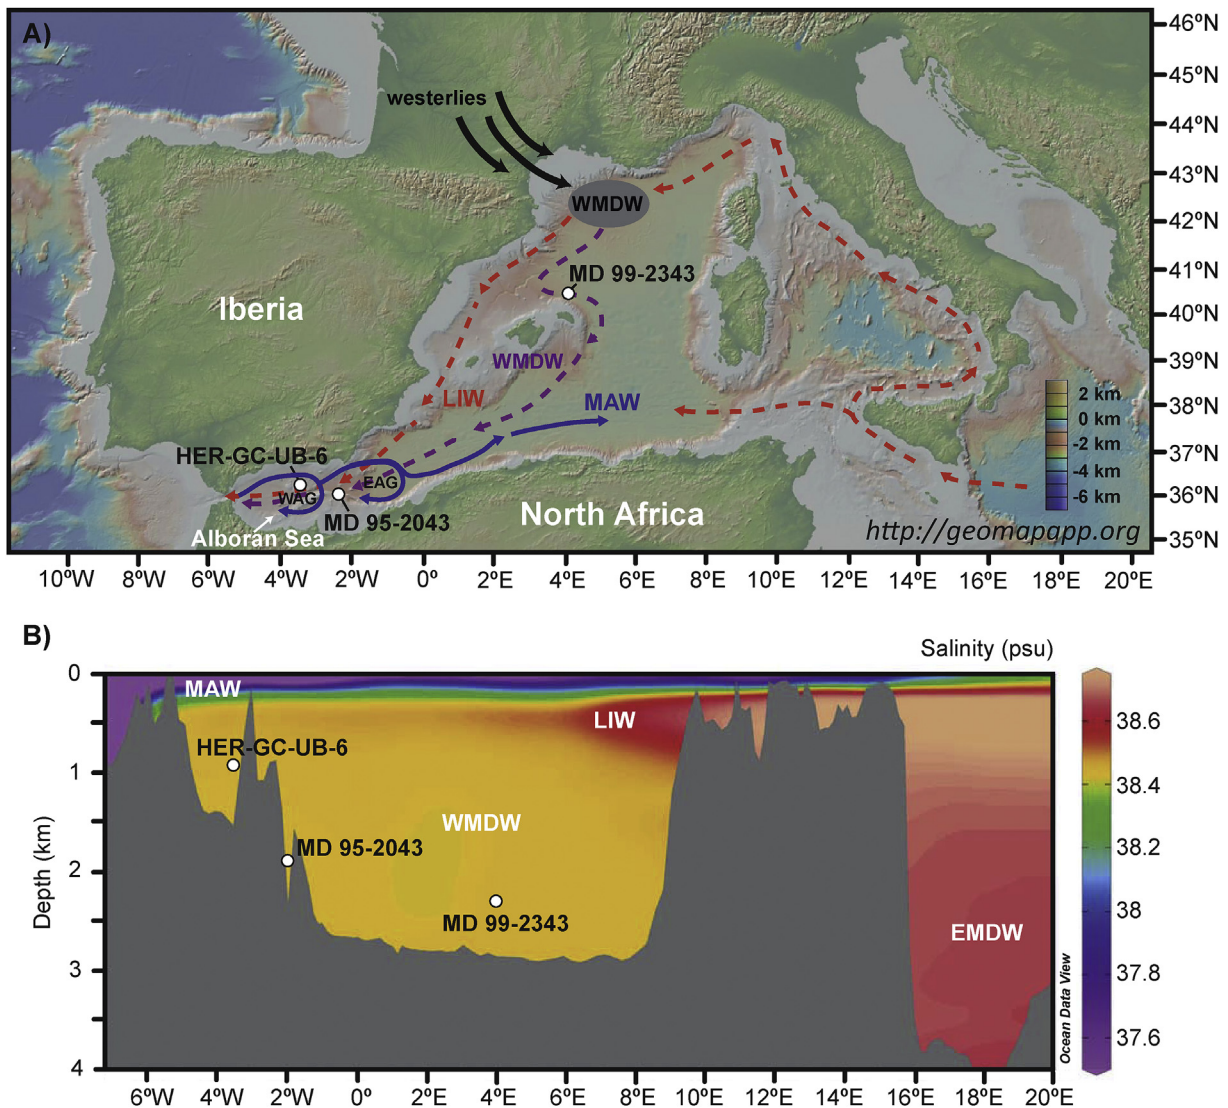 A)
westerlies
WMDW
MD 99-2343
Iberia
WMDW
LIW
MAW
HER-GC-UB-6
WAG
EAG
MD 95-2043
Alboran Sea
North Africa
http://geomapapp.org
2 km
0 km
-2 km
-4 km
-6 km
46ºN
45ºN
44ºN
43ºN
42ºN
41ºN
40ºN
39ºN
38ºN
37ºN
36ºN
35ºN
10ºW 8ºW 6ºW 4ºW 2ºW 0º 2ºE 4ºE 6ºE 8ºE 10ºE 12ºE 14ºE 16ºE 18ºE 20ºE
B)
Salinity (psu)
MAW
LIW
HER-GC-UB-6
WMDW
MD 95-2043
MD 99-2343
EMDW
Depth (km)
0
1
2
3
4
6ºW 4ºW 2ºW 0º 2ºE 4ºE 6ºE 8ºE 10ºE 12ºE 14ºE 16ºE 18ºE 20ºE
Ocean Data View
38.6
38.4
38.2
38
37.8
37.6